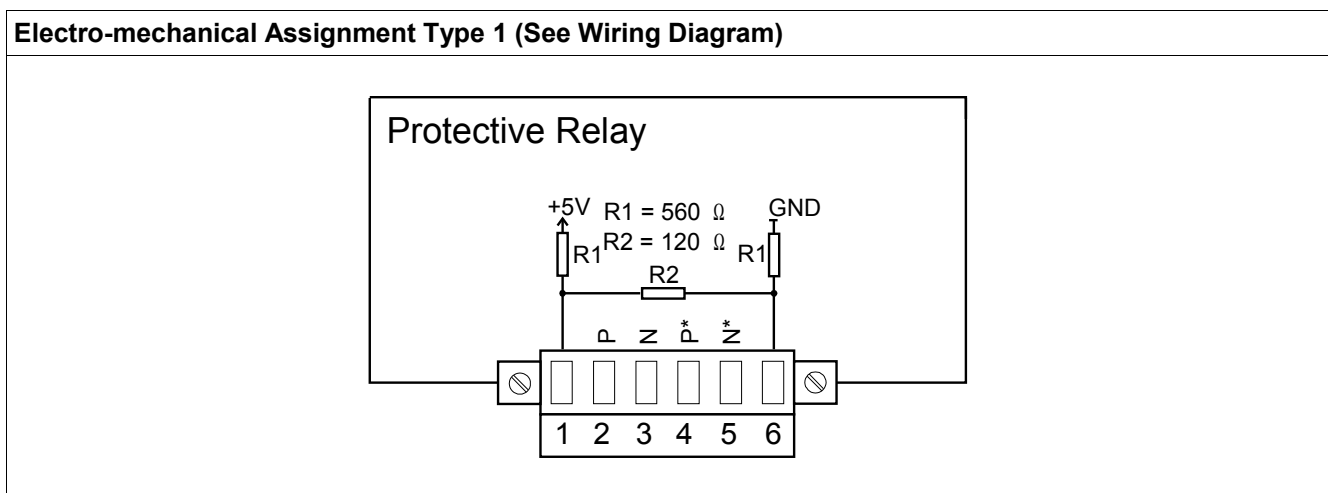 Electro-mechanical Assignment Type 1 (See Wiring Diagram)
Protective Relay
+5V R1 = 560 Ω GND
R1 R2 = 120 Ω R1
R2
P N P* N*
1 2 3 4 5 6